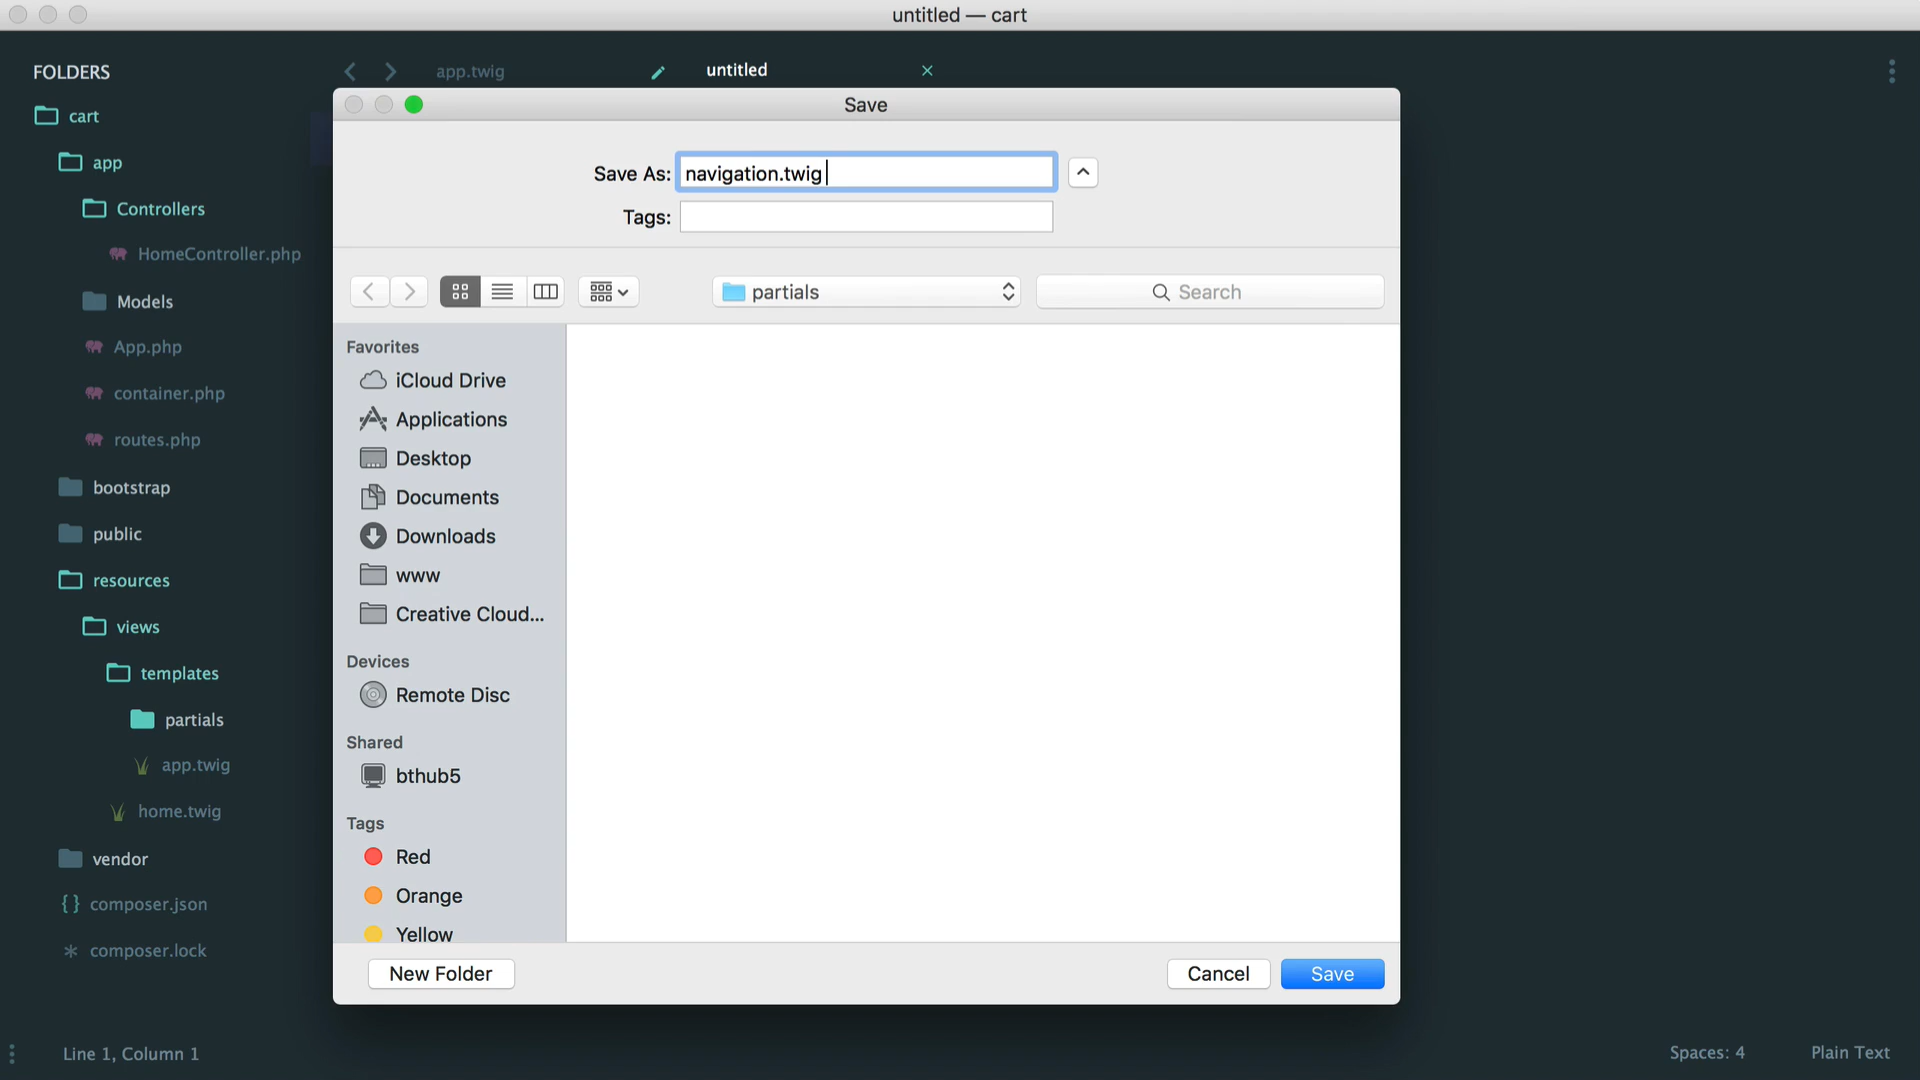 untitled — cart
FOLDERS
cart
app
Controllers
HomeController.php
Models
App.php
container.php
routes.php
bootstrap
public
resources
views
templates
partials
app.twig
home.twig
vendor
{} composer.json
* composer.lock
app.twig
untitled
Save
Save As: navigation.twig
Tags:
partials
Search
Favorites
iCloud Drive
Applications
Desktop
Documents
Downloads
www
Creative Cloud...
Devices
Remote Disc
Shared
bthub5
Tags
Red
Orange
Yellow
New Folder
Cancel
Save
Line 1, Column 1
Spaces: 4
Plain Text